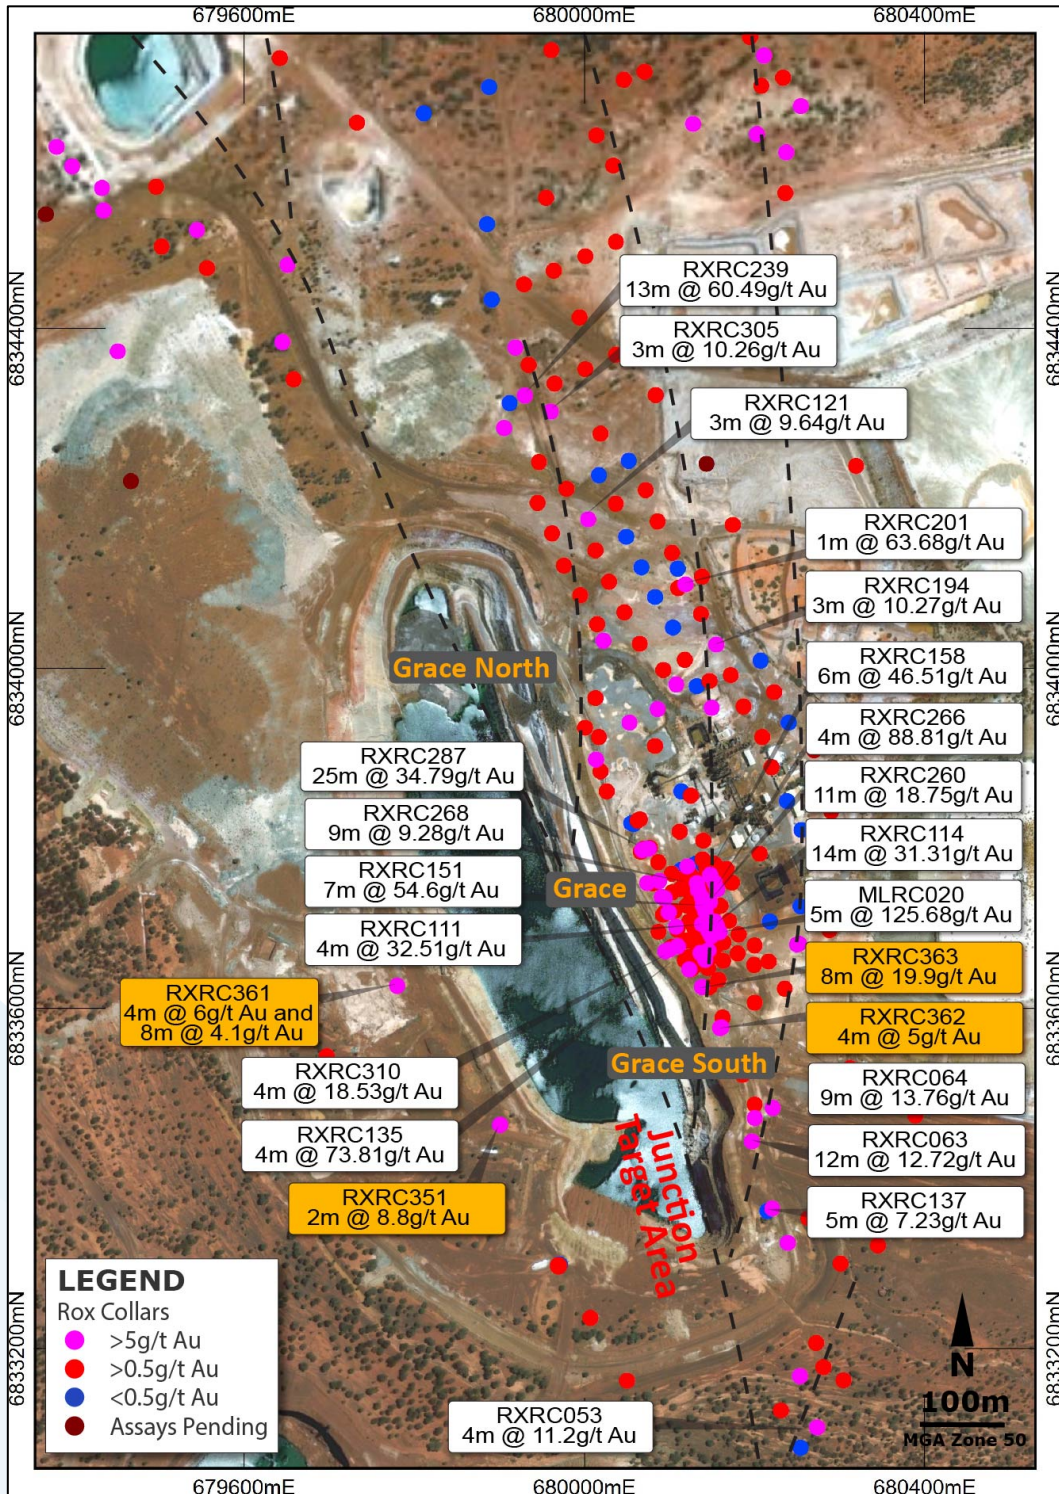 679600mE
680000mE
680400mE
6834400mN
6834400mN
RXRC239
13m @ 60.49g/t Au
RXRC305
3m @ 10.26g/t Au
RXRC121
3m @ 9.64g/t Au
RXRC201
1m @ 63.68g/t Au
RXRC194
3m @ 10.27g/t Au
6834000mN
6834000mN
Grace North
RXRC158
6m @ 46.51g/t Au
RXRC266
4m @ 88.81g/t Au
RXRC287
25m @ 34.79g/t Au
RXRC260
11m @ 18.75g/t Au
RXRC268
9m @ 9.28g/t Au
RXRC114
14m @ 31.31g/t Au
RXRC151
7m @ 54.6g/t Au
Grace
MLRC020
5m @ 125.68g/t Au
RXRC111
4m @ 32.51g/t Au
RXRC363
8m @ 19.9g/t Au
RXRC361
4m @ 6g/t Au and
8m @ 4.1g/t Au
6833600mN
6833600mN
RXRC362
4m @ 5g/t Au
Grace South
RXRC310
4m @ 18.53g/t Au
RXRC064
9m @ 13.76g/t Au
RXRC135
4m @ 73.81g/t Au
RXRC063
12m @ 12.72g/t Au
Junction
Target Area
RXRC351
2m @ 8.8g/t Au
RXRC137
5m @ 7.23g/t Au
LEGEND
Rox Collars
>5g/t Au
>0.5g/t Au
<0.5g/t Au
Assays Pending
6833200mN
6833200mN
N
100m
MGA Zone 50
RXRC053
4m @ 11.2g/t Au
679600mE
680000mE
680400mE